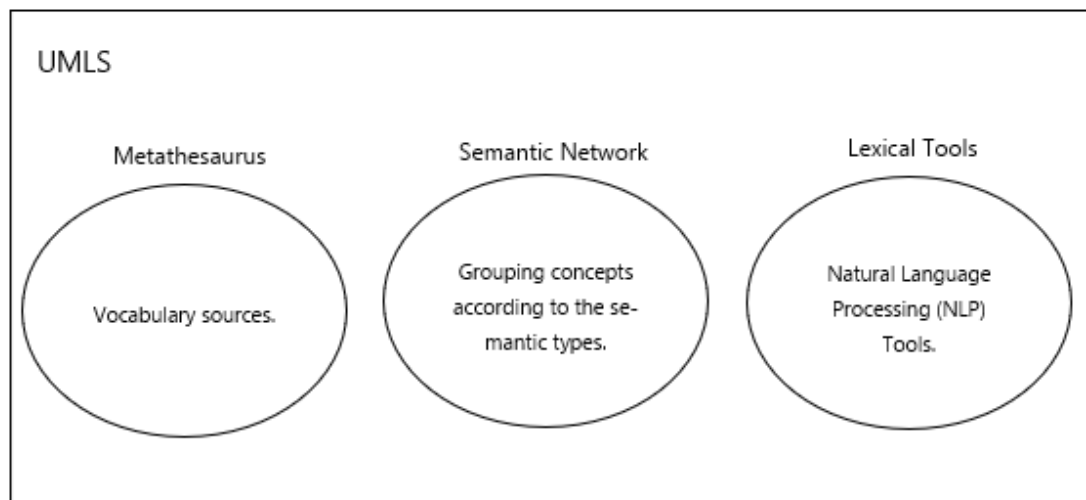 UMLS
Metathesaurus
Vocabulary sources.
Semantic Network
Grouping concepts
according to the se-
mantic types.
Lexical Tools
Natural Language
Processing (NLP)
Tools.